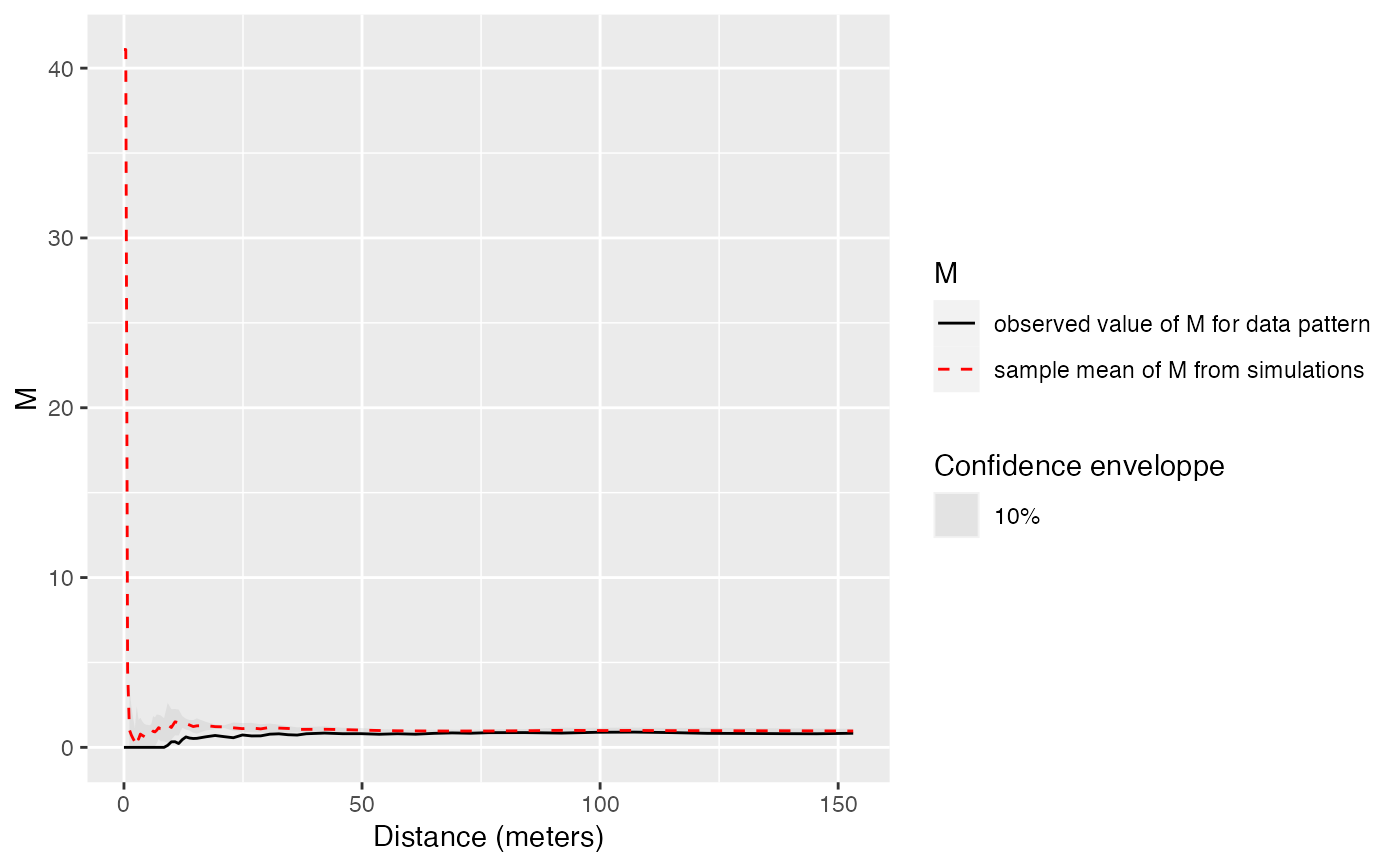 40
30
20
10
0
M
0
50
100
150
Distance (meters)
M
observed value of M for data pattern
sample mean of M from simulations
Confidence enveloppe
10%